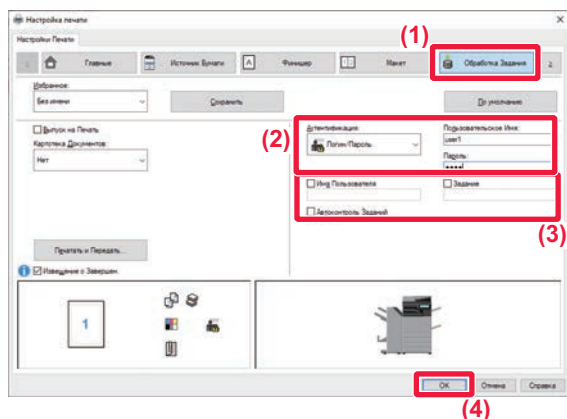 Настройка печати
Настройки Печати
(1)
Главные
Источник Бумаги
Финишер
Макет
Обработка Задания
Избранное:
Без имени
Сохранить
По умолчанию
Выпуск на Печать
Картотека Документов:
Нет
(2)
Аутентификация:
Логин/Пароль
Пользовательское Имя:
user1
Пароль:
••••
Имя Пользователя
Задание
Автоконтроль Заданий
(3)
Печатать и Передать...
Извещение о Завершен.
1
OK
Отмена
Справка
(4)